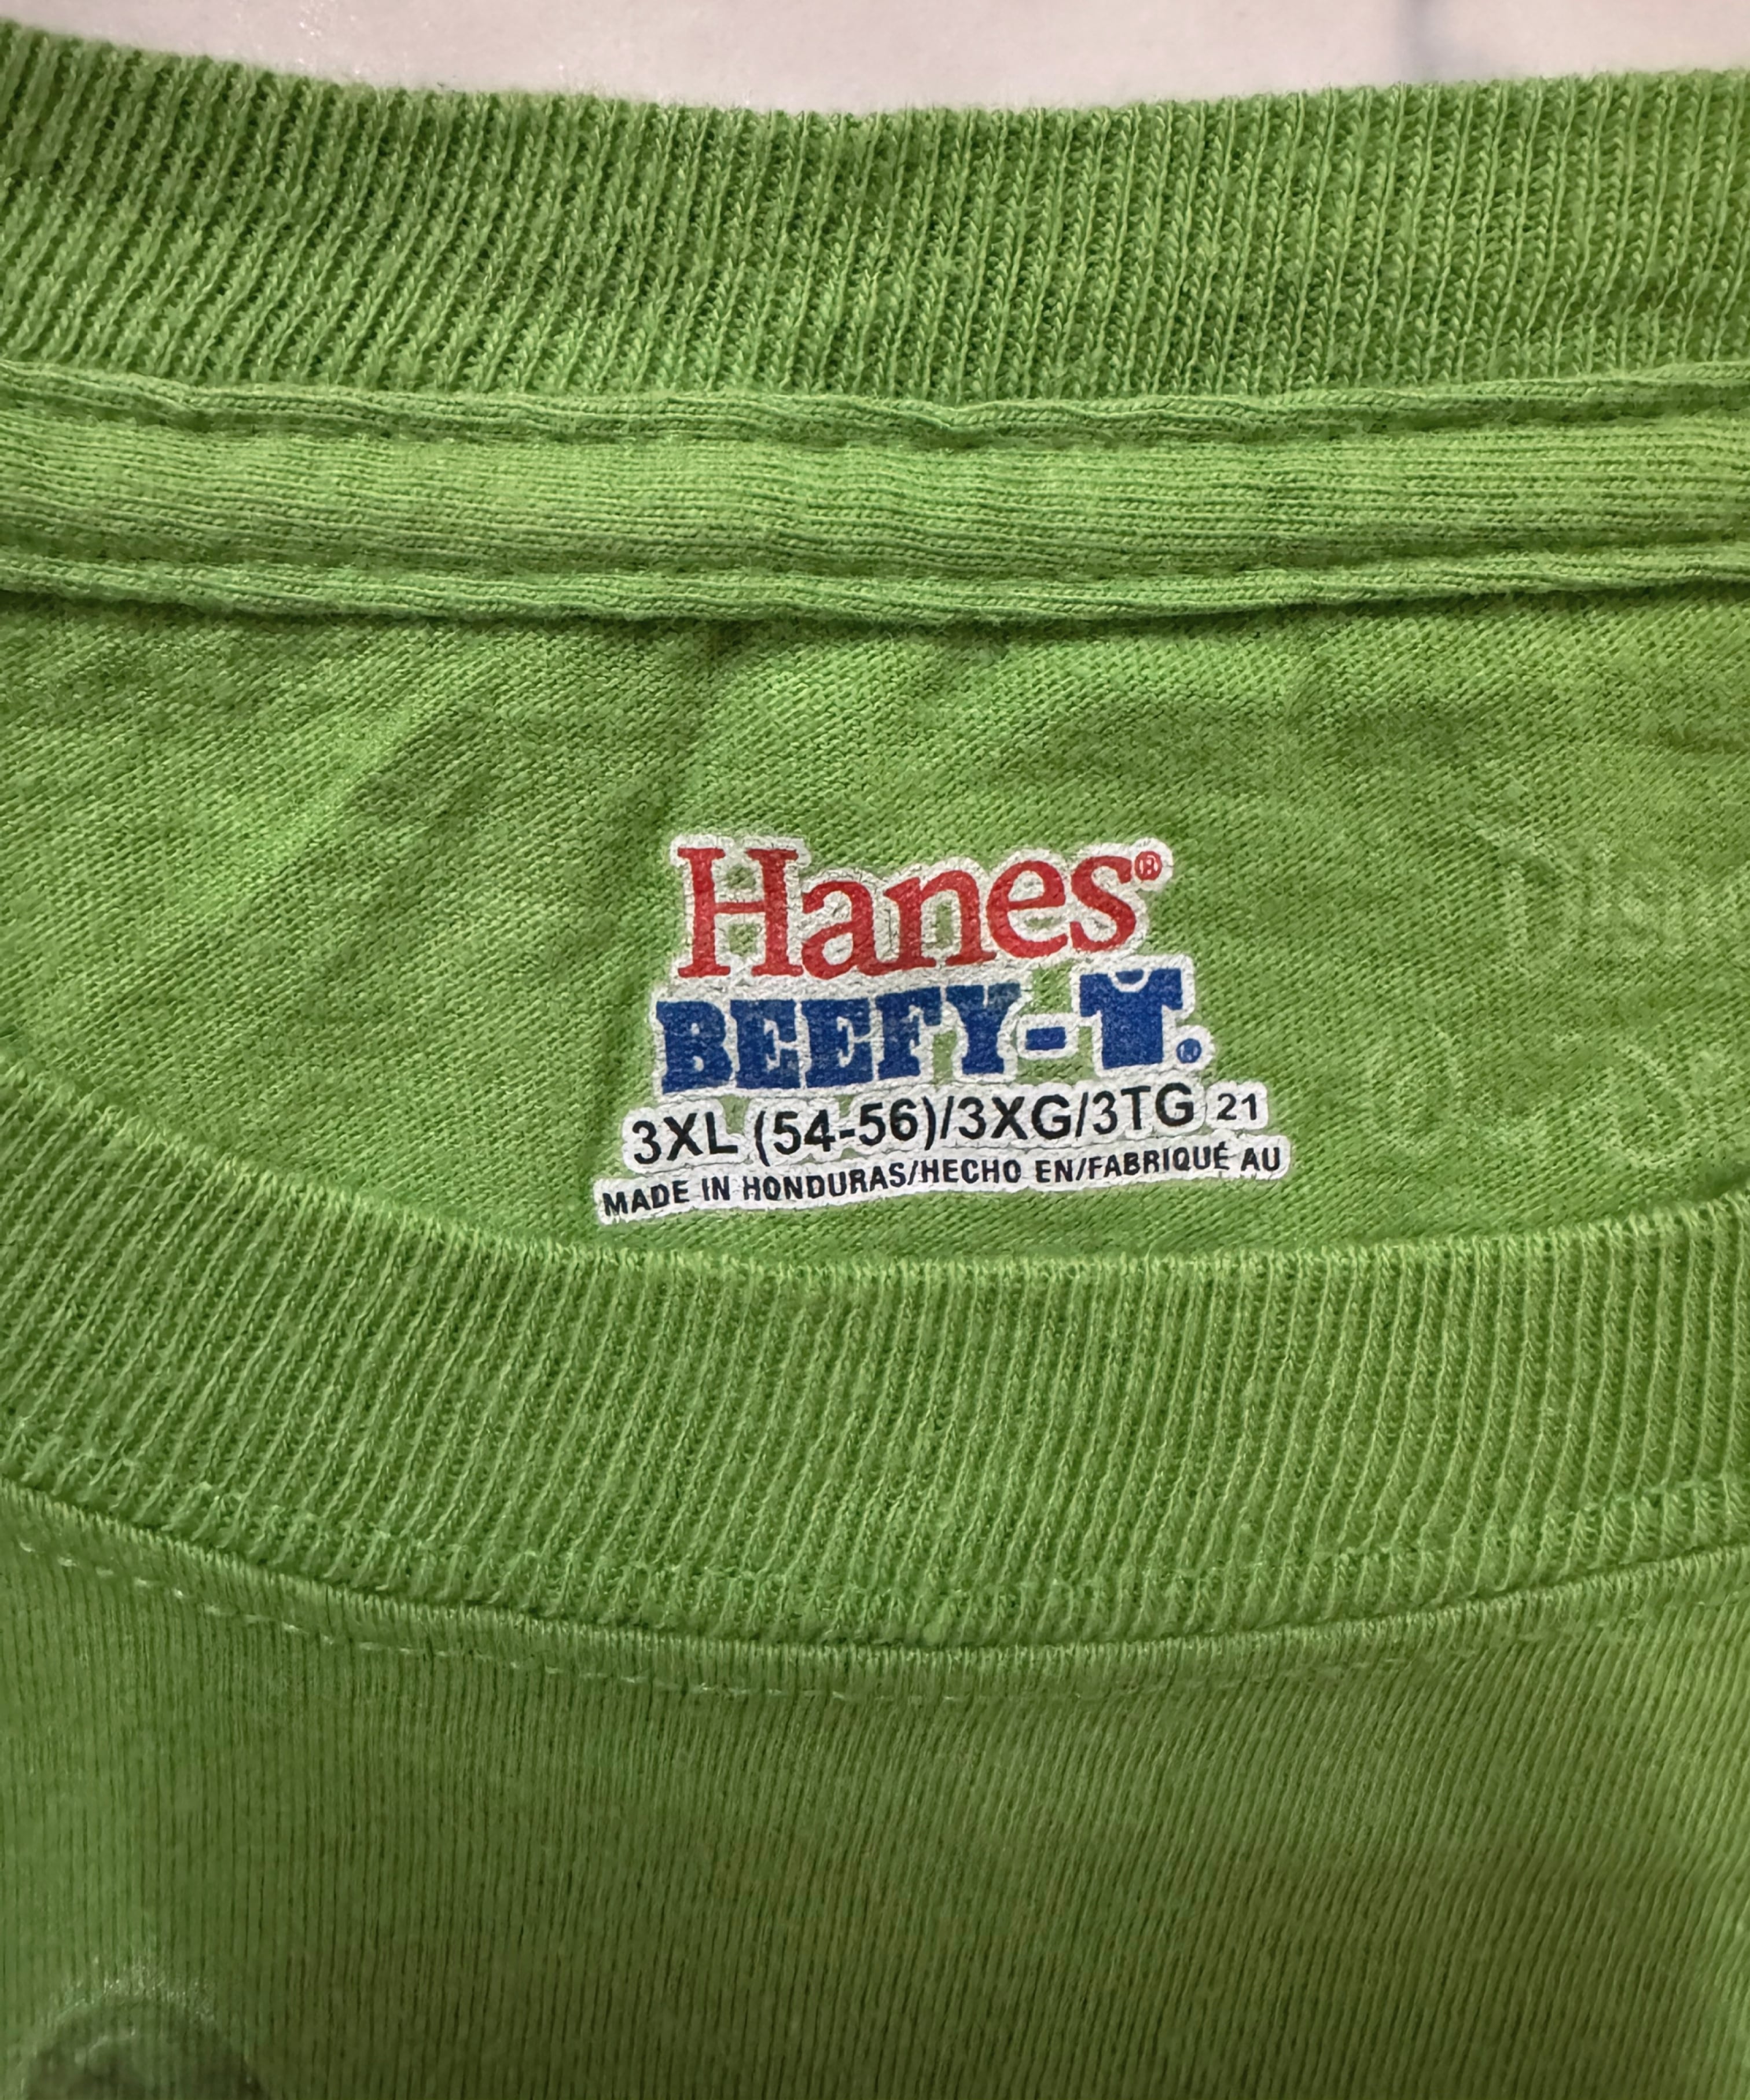 Hanes®
BEEFY-T.®
3XL (54-56)/3XG/3TG 21
MADE IN HONDURAS/HECHO EN/FABRIQUÉ AU